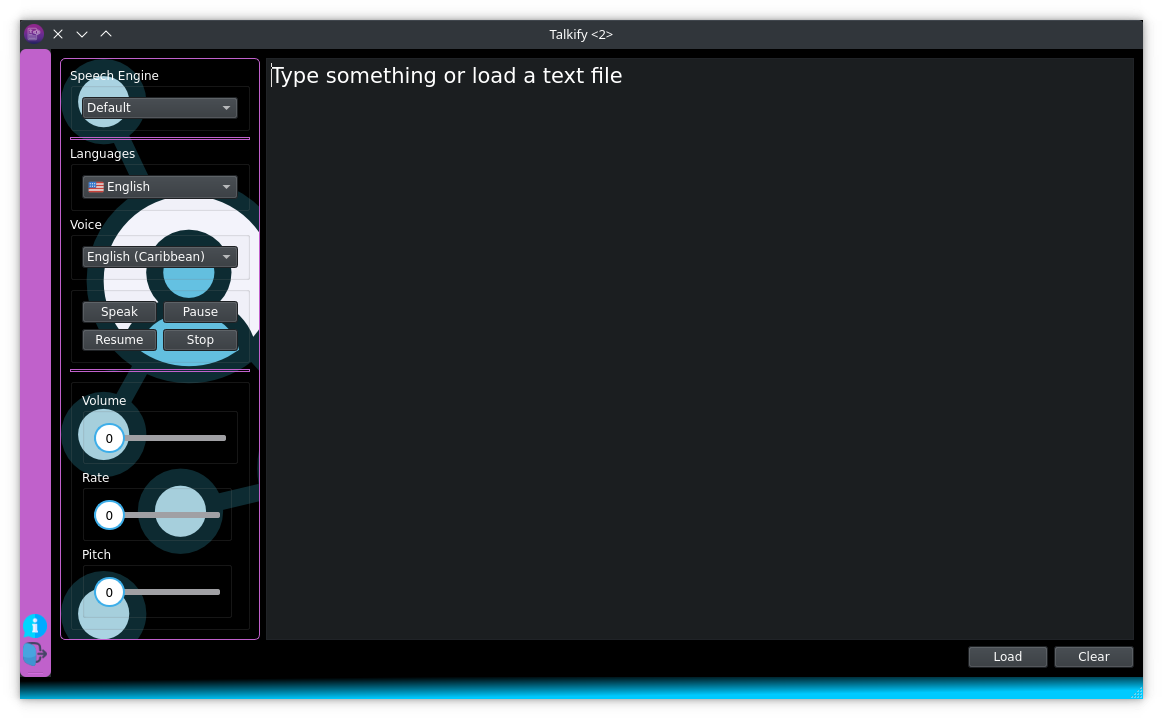 Talkify <2>
Speech Engine
Default
Languages
English
Voice
English (Caribbean)
Speak Pause
Resume Stop
Volume
0
Rate
0
Pitch
0
Type something or load a text file
i
Load Clear